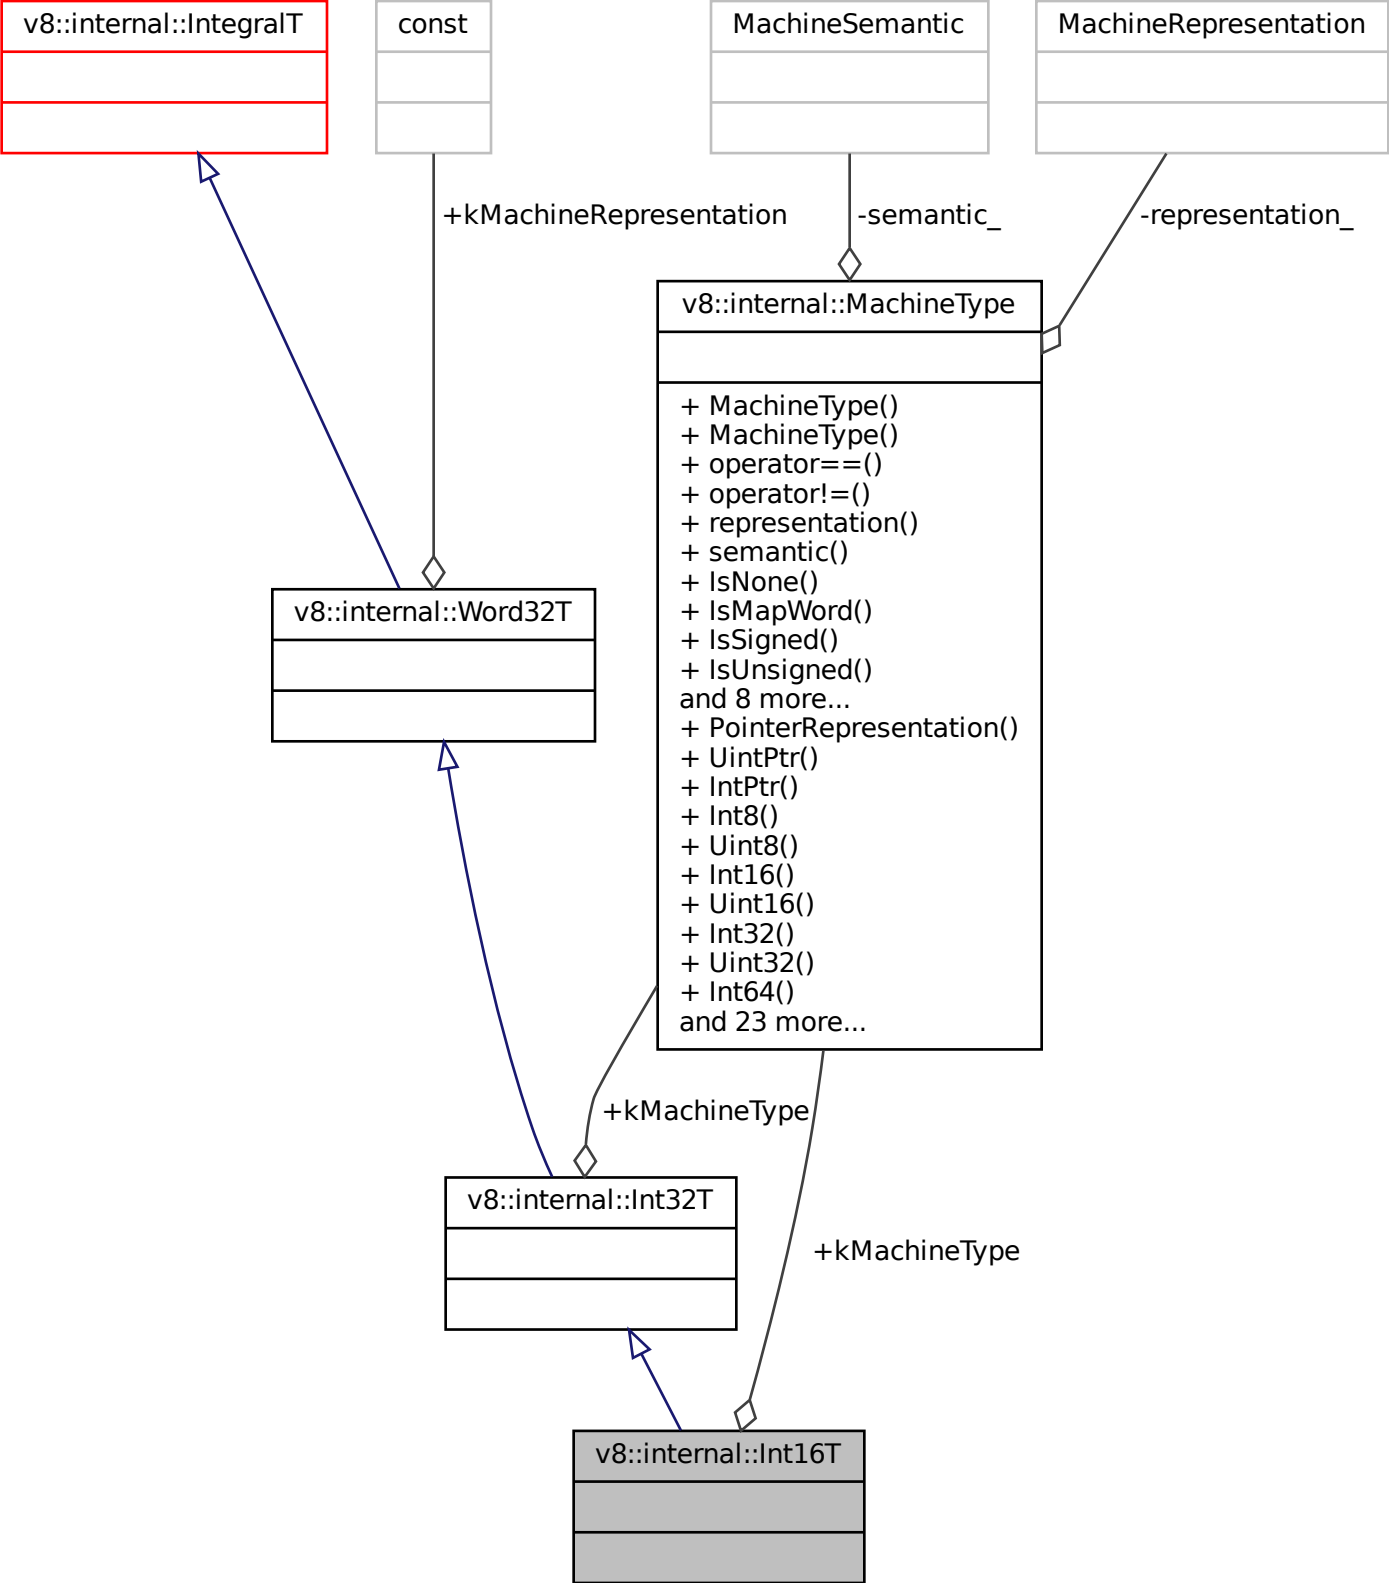 v8::internal::IntegralT
const
MachineSemantic
MachineRepresentation
+kMachineRepresentation
-semantic_
-representation_
v8::internal::MachineType
+ MachineType()
+ MachineType()
+ operator==()
+ operator!=()
+ representation()
+ semantic()
+ IsNone()
+ IsMapWord()
+ IsSigned()
+ IsUnsigned()
and 8 more...
+ PointerRepresentation()
+ UintPtr()
+ IntPtr()
+ Int8()
+ Uint8()
+ Int16()
+ Uint16()
+ Int32()
+ Uint32()
+ Int64()
and 23 more...
v8::internal::Word32T
+kMachineType
v8::internal::Int32T
+kMachineType
v8::internal::Int16T